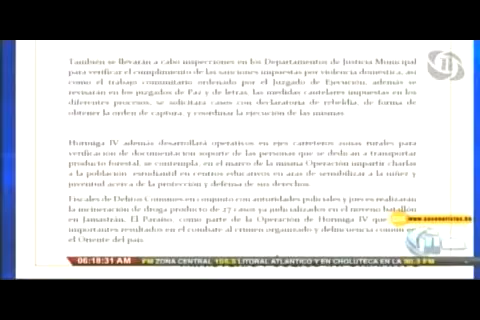 También se llevarán a cabo inspecciones en los Departamentos de Justicia Municipal
para verificar el cumplimiento de las sanciones impuestas por violencia domestica, así
como el trabajo comunitario ordenado por el Juzgado de Ejecución, además se
revisarán en los juzgados de Paz y de letras, las medidas cautelares impuestas en los
diferentes procesos, se solicitará casos con declaratoria de rebeldía, de forma de
obtener la orden de captura y coordinar la ejecución de las mismas
Hormiga IV además desarrollará operativos en ejes carreteros zonas rurales para
verificación de documentación soporte de las personas que se dedican a transportar
producto forestal, se contempla, en el marco de la misma Operación impartir charlas
a la población estudiantil en centros educativos en aras de sensibilizar a la niñez y
juventud acerca de la protección y defensa de sus derechos.
Fiscales de Delitos Comunes en conjunto con autoridades policiales y jueces realizarán
la incineración de droga producto de 27 casos ya judicializados en el noveno batallón
en Jamastrán, El Paraíso, como parte de la Operación de Hormiga IV que
importantes resultados en el combate al crimen organizado y delincuencia común en
el Oriente del país
11
06:18:31 AM
FM ZONA CENTRAL LITORAL ATLANTICO Y EN CHOLUTECA EN LA 90.3 FM